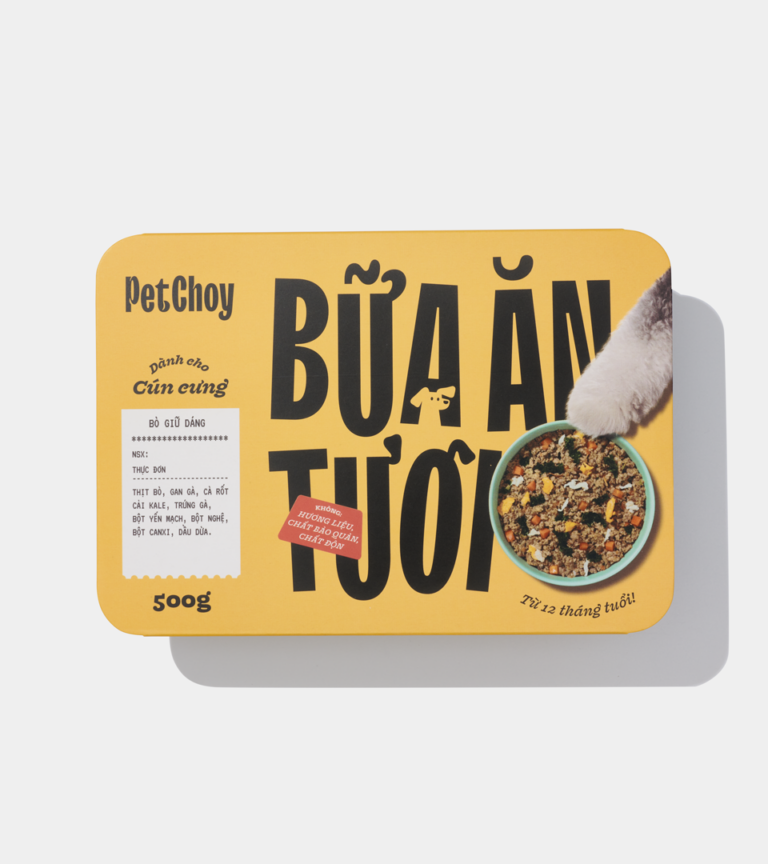 PetChoy
Dành cho
Cún cưng
BÒ GIỮ DÁNG
NSX:
THỰC ĐƠN
THỊT BÒ, GAN GÀ, CÀ RỐT
CẢI KALE, TRỨNG GÀ,
BỘT YẾN MẠCH, BỘT NGHỆ,
BỘT CANXI, DẦU DỪA.
500g
BỮA ĂN
TƯƠI
KHÔNG,
HƯƠNG LIỆU,
CHẤT BẢO QUẢN,
CHẤT ĐỘN
Từ 12 tháng tuổi!